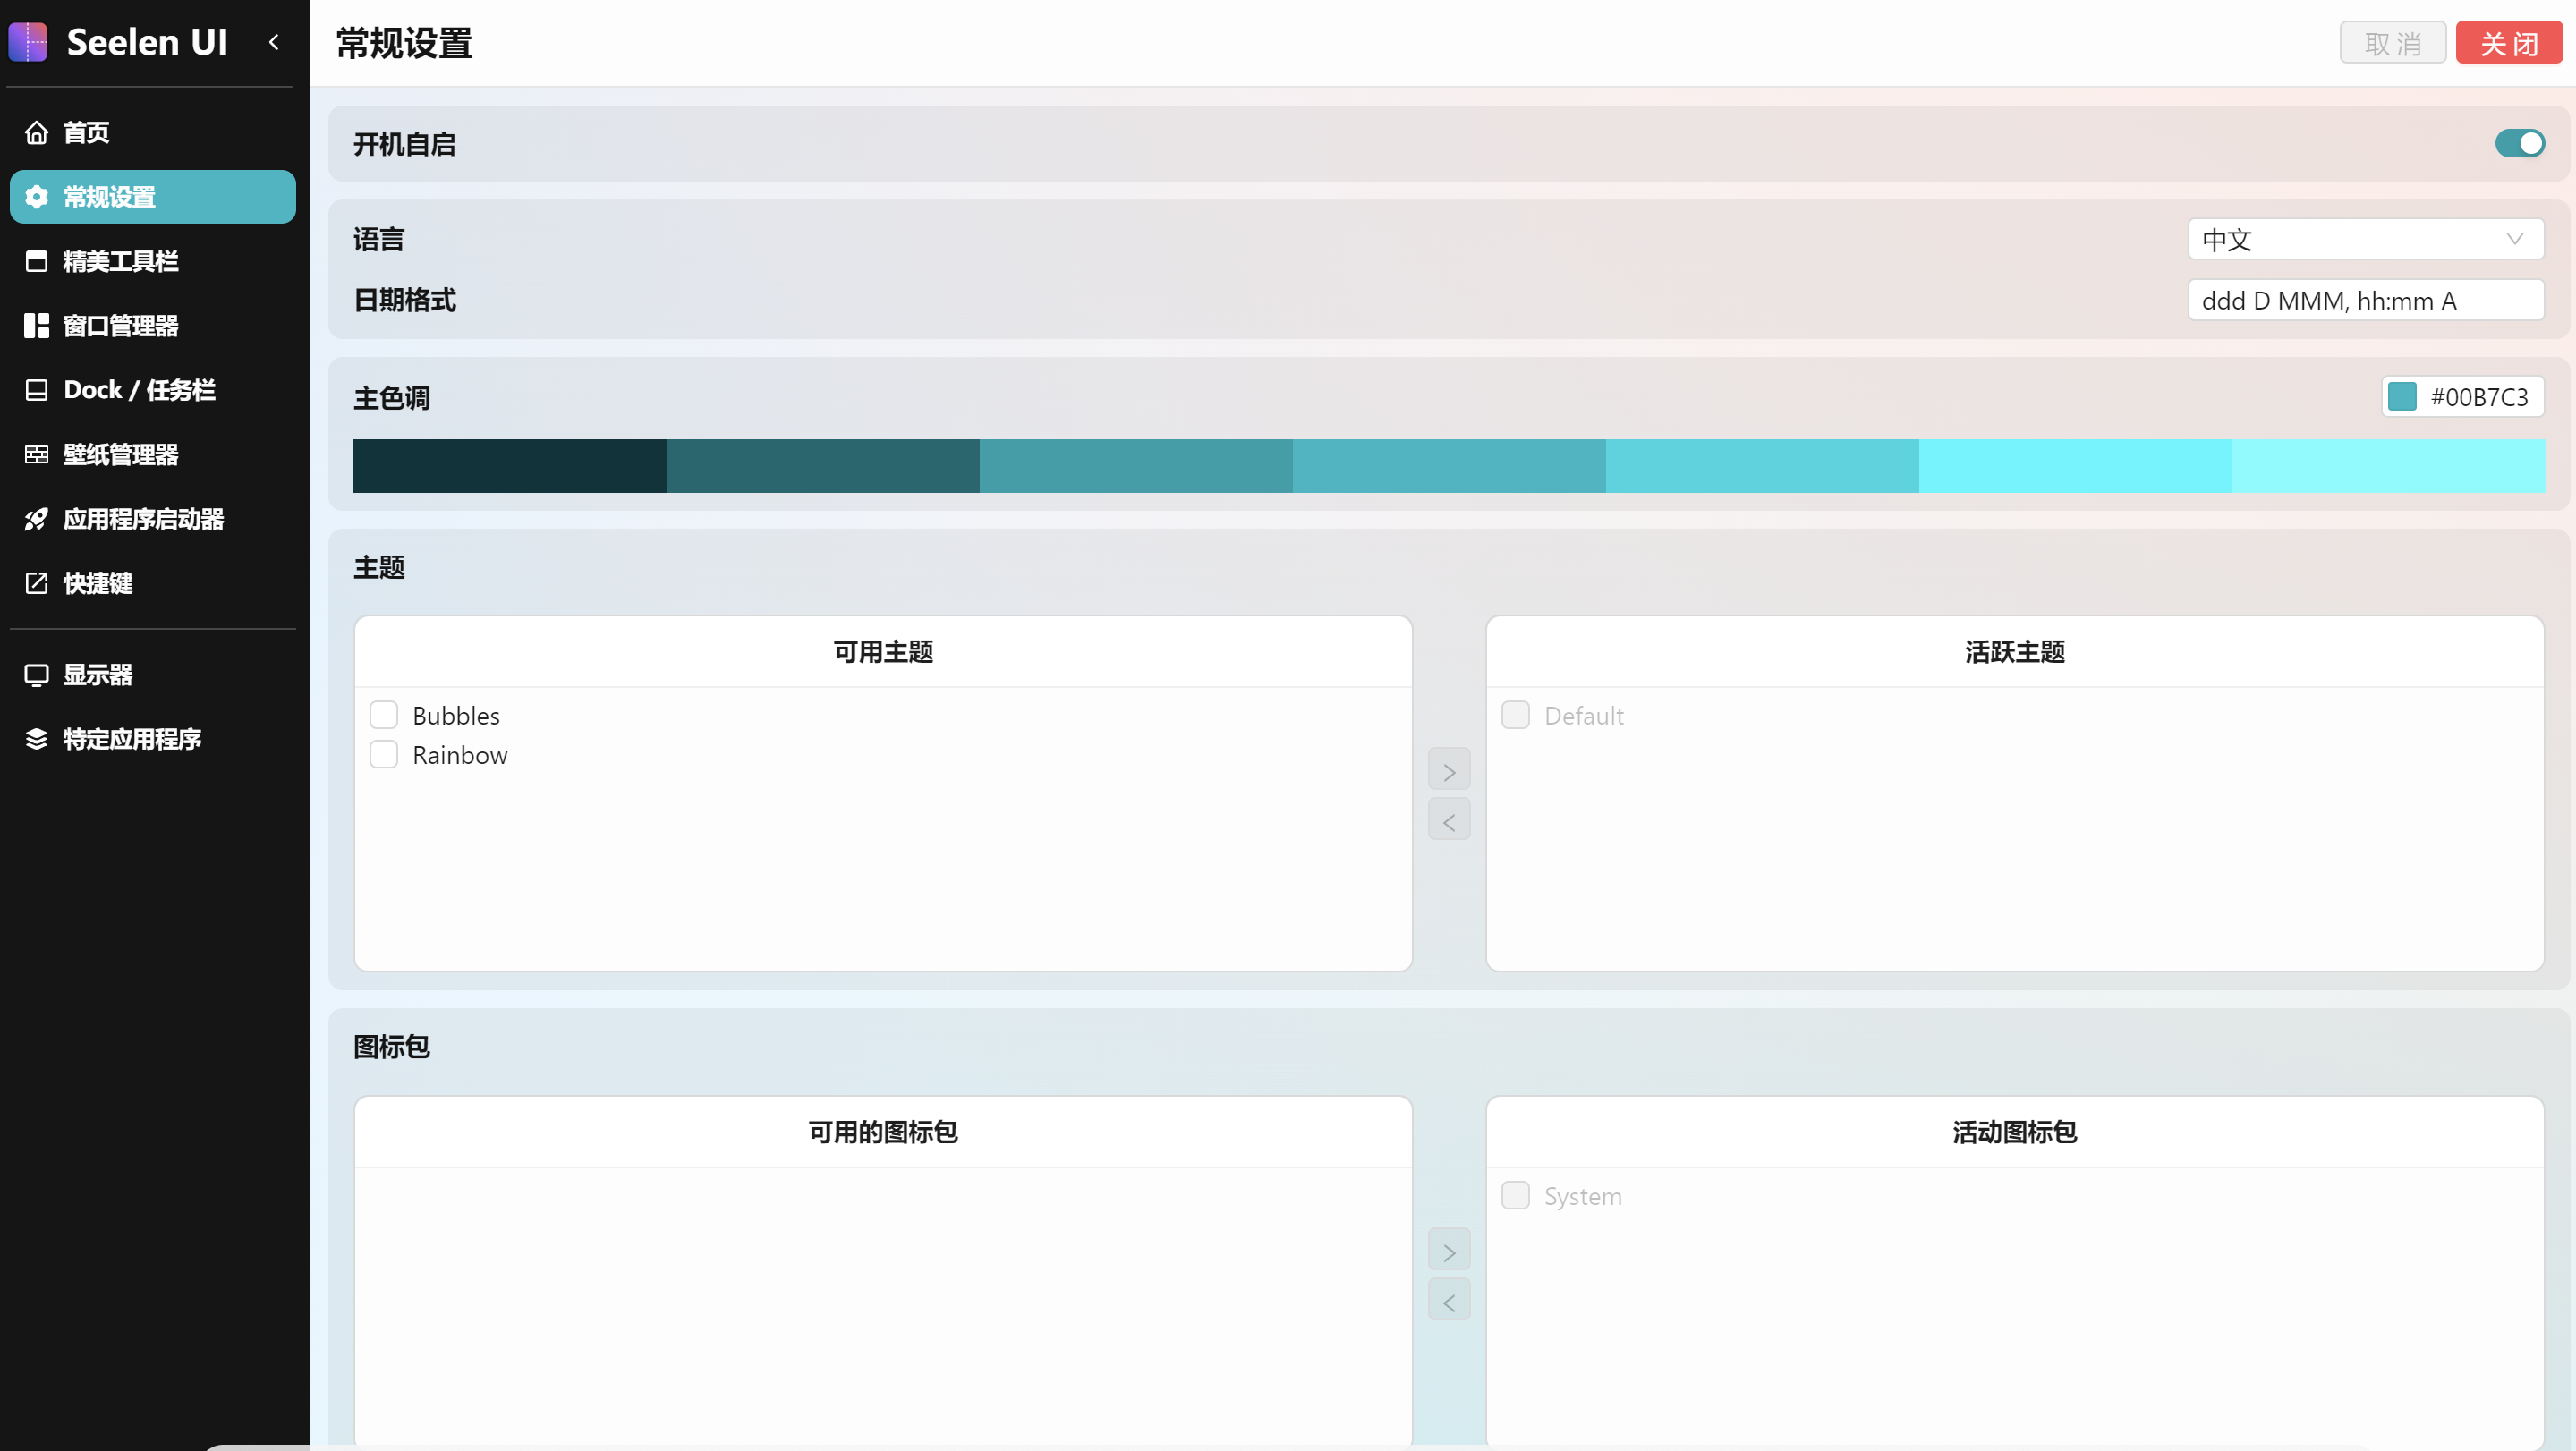 Seelen UI
首页
常规设置
精美工具栏
窗口管理器
Dock / 任务栏
壁纸管理器
应用程序启动器
快捷键
显示器
特定应用程序
常规设置
取 消
关 闭
开机自启
语言
中文
日期格式
ddd D MMM, hh:mm A
主色调
#00B7C3
主题
可用主题
Bubbles
Rainbow
活跃主题
Default
图标包
可用的图标包
活动图标包
System